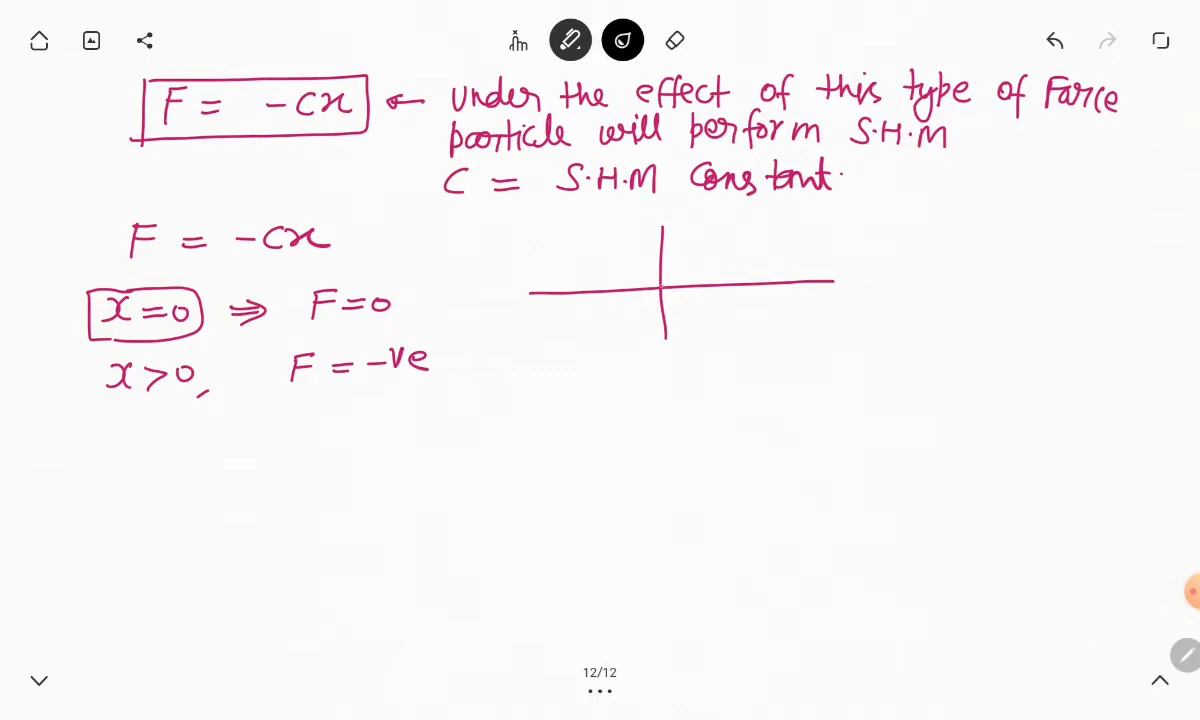 F = -cx ← Under the effect of this type of Farce
particle will perform S.H.M
C = S.H.M Constant.
F = -cx
x=0 ⇒ F=0
x>0, F = -ve
12/12